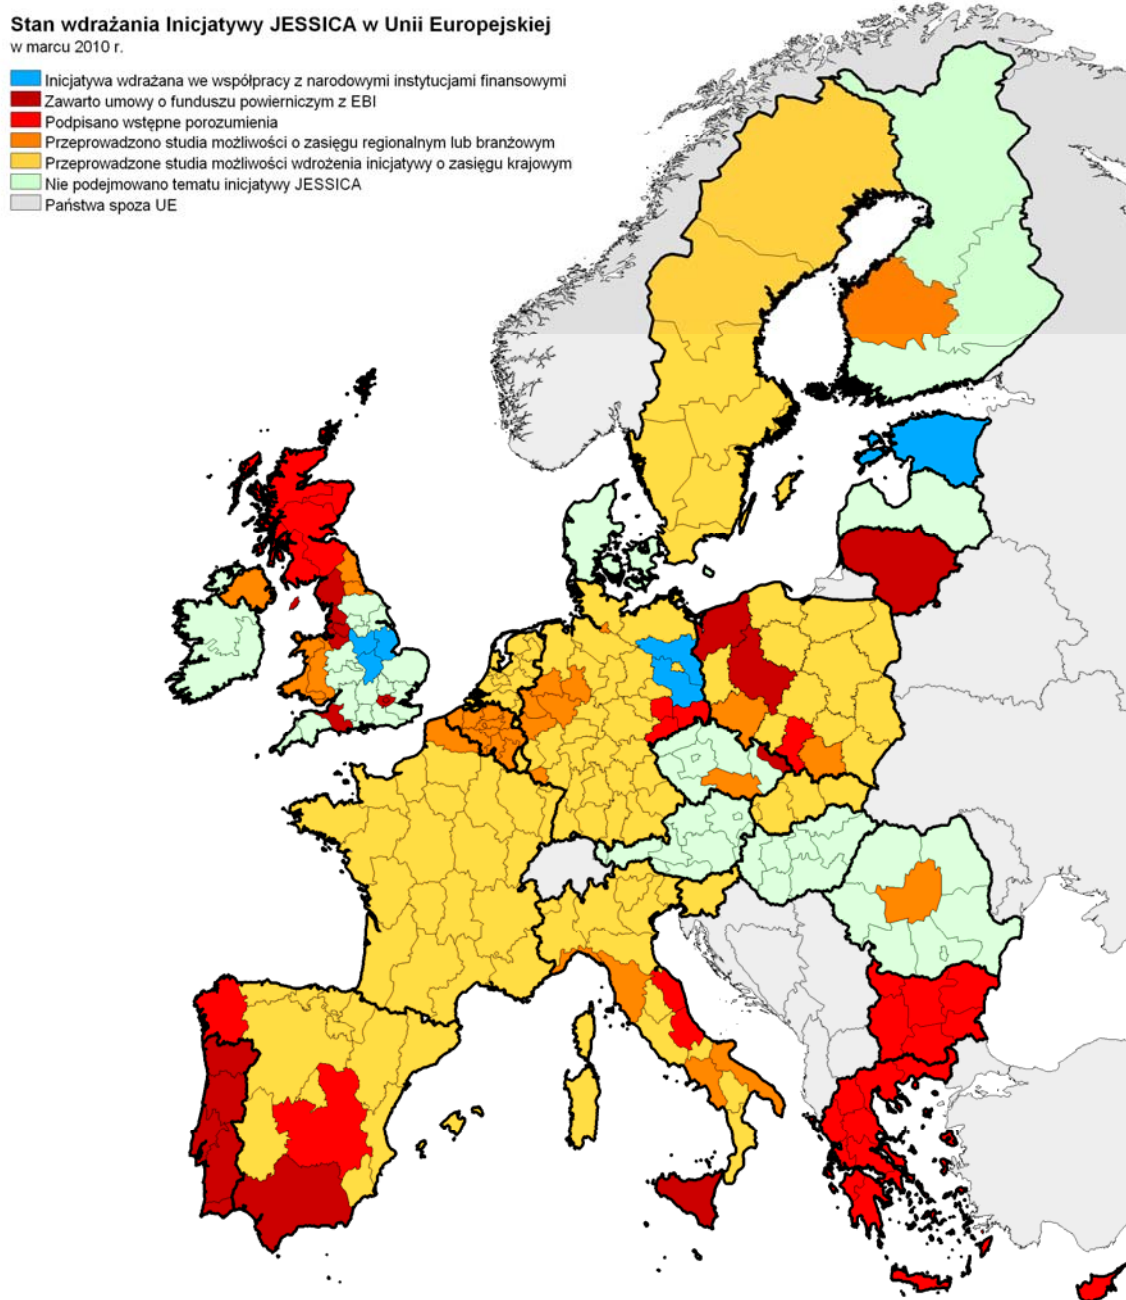 Stan wdrażania Inicjatywy JESSICA w Unii Europejskiej
w marcu 2010 r.
Inicjatywa wdrażana we współpracy z narodowymi instytucjami finansowymi
Zawarto umowy o funduszu powierniczym z EBI
Podpisano wstępne porozumienia
Przeprowadzono studia możliwości o zasięgu regionalnym lub branżowym
Przeprowadzone studia możliwości wdrożenia inicjatywy o zasięgu krajowym
Nie podejmowano tematu inicjatywy JESSICA
Państwa spoza UE